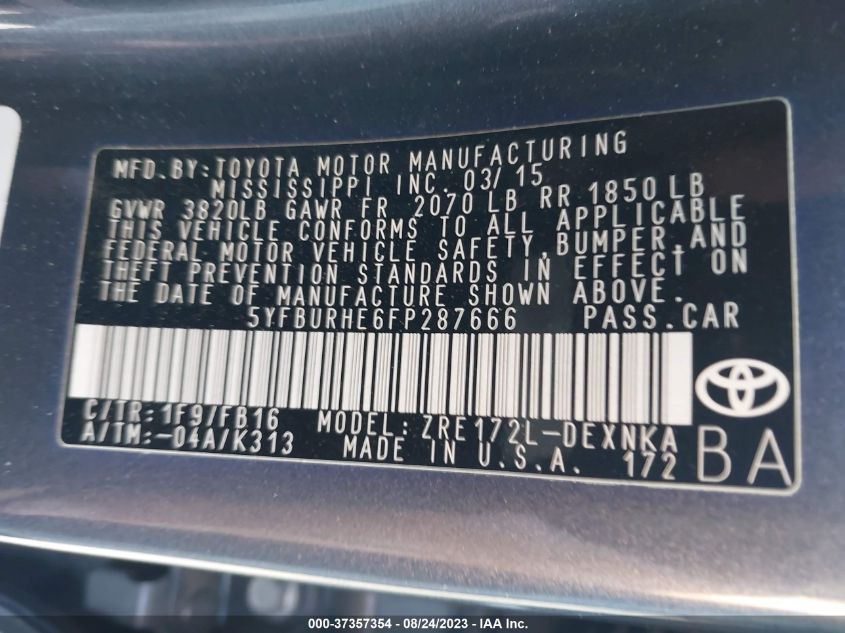 MFD. BY: TOYOTA MOTOR MANUFACTURING
MISSISSIPPI INC. 03/15
GVWR 3820LB GAWR FR 2070 LB RR 1850 LB
THIS VEHICLE CONFORMS TO ALL APPLICABLE
FEDERAL MOTOR VEHICLE SAFETY, BUMPER, AND
THEFT PREVENTION STANDARDS IN EFFECT ON
THE DATE OF MANUFACTURE SHOWN ABOVE.
5YFBURHE6FP287666 PASS. CAR
C/TR: 1F9/FB16 MODEL: ZRE172L-DEXNKA
A/TM: -04A/K313 MADE IN U.S.A. 172 BA
000-37357354 - 08/24/2023 - © IAA, Inc.